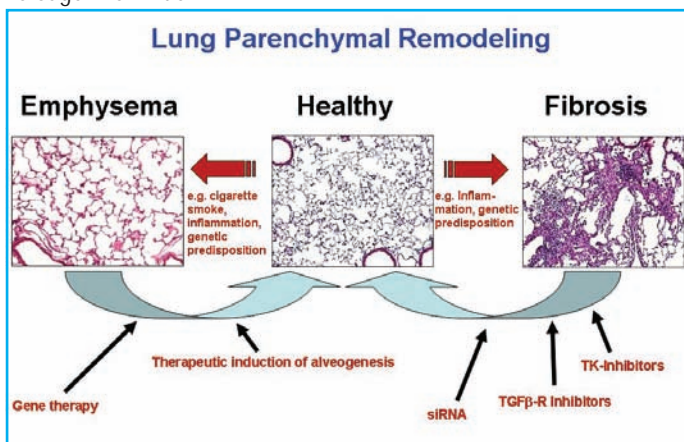 Lung Parenchymal Remodeling
Emphysema
Healthy
Fibrosis
e.g. cigarette
smoke,
inflammation,
genetic
predisposition
e.g. Inflam-
mation, genetic
predisposition
Gene therapy
Therapeutic induction of alveogenesis
siRNA
TGFβ-R Inhibitors
TK-Inhibitors